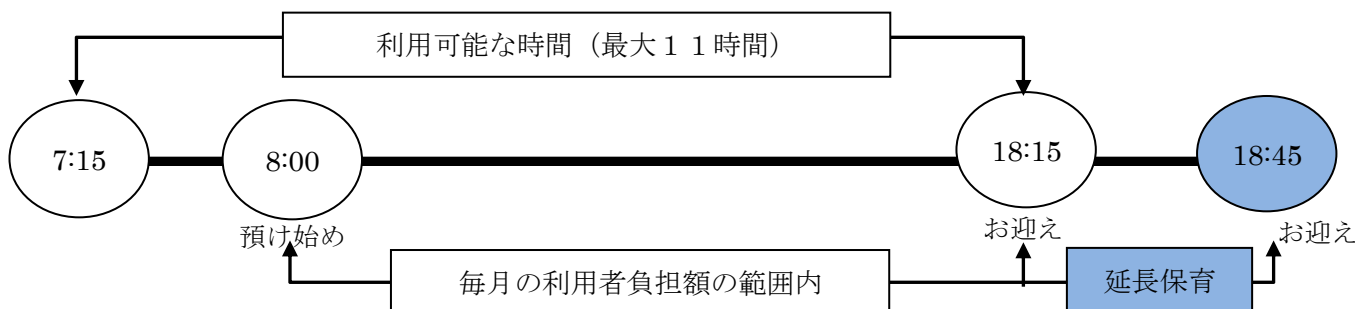 利用可能な時間（最大１１時間）
7:15
8:00
18:15
18:45
預け始め
お迎え
お迎え
毎月の利用者負担額の範囲内
延長保育